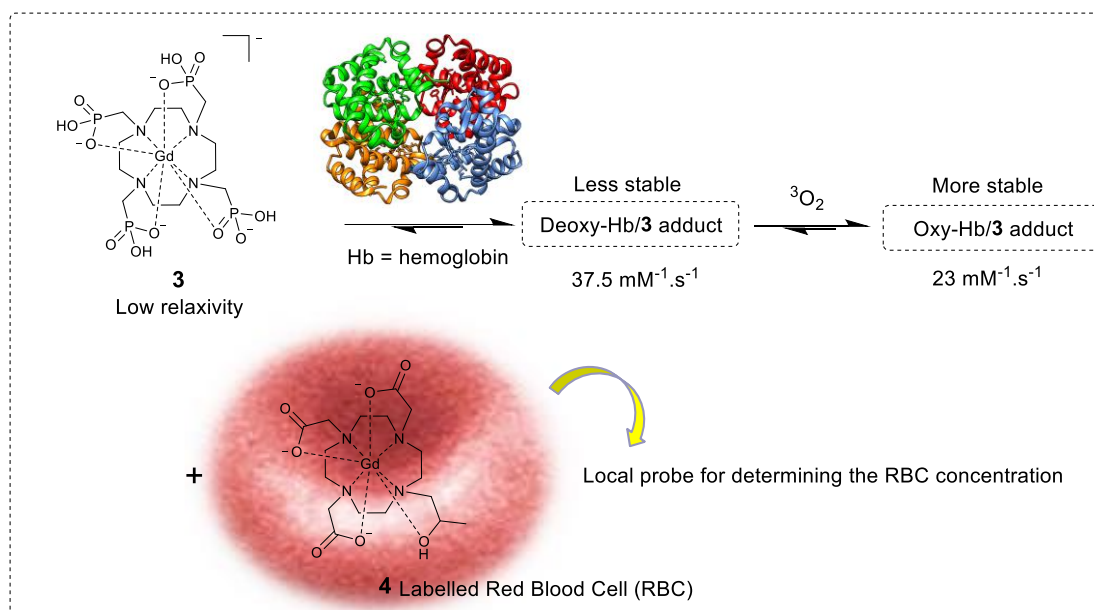 HO
O
P
–
–
O
O
P
HO
O
–
N
N
Gd
N
N
P
O
O
OH
–
P
OH
O
O
–
3
Low relaxivity
Hb = hemoglobin
Less stable
Deoxy-Hb/3 adduct
37.5 mM⁻¹.s⁻¹
³O₂
More stable
Oxy-Hb/3 adduct
23 mM⁻¹.s⁻¹
+
–
O
O
O
–
O
N
N
Gd
N
N
O
O
–
O
H
4 Labelled Red Blood Cell (RBC)
Local probe for determining the RBC concentration